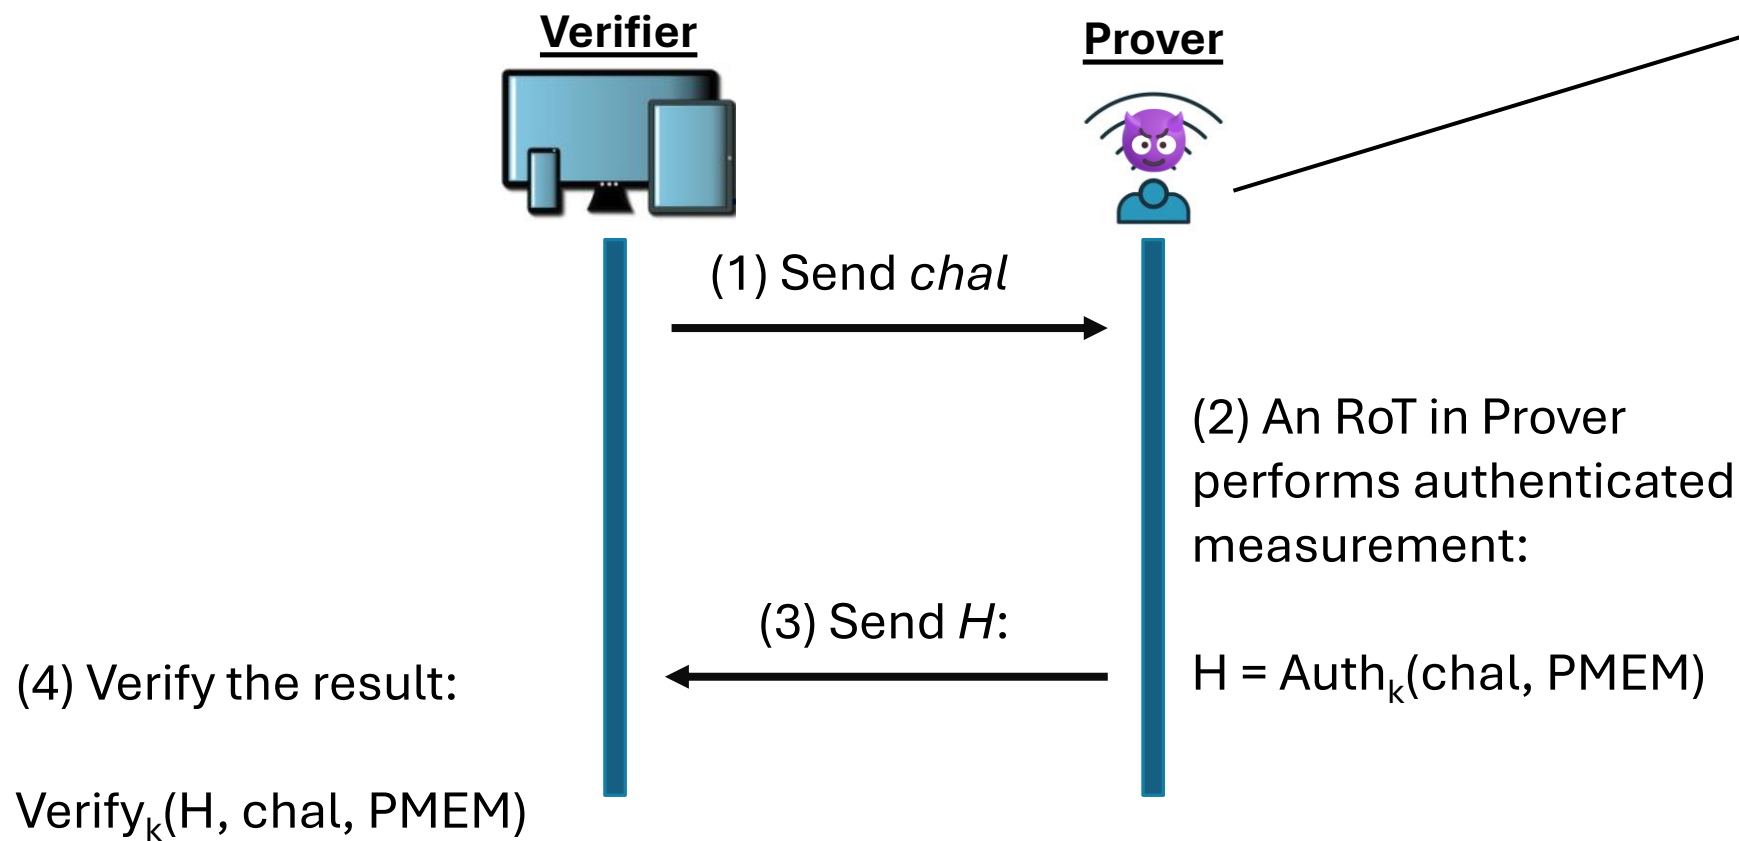 Verifier
Prover
(1) Send chal
(2) An RoT in Prover
performs authenticated
measurement:
(3) Send H:
H = Authk(chal, PMEM)
(4) Verify the result:
Verifyk(H, chal, PMEM)